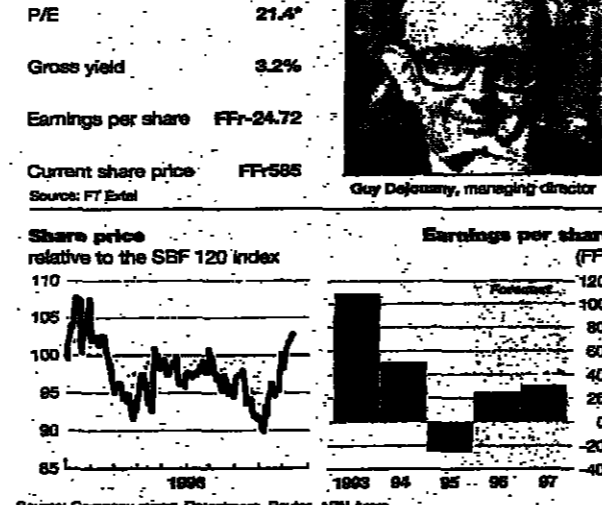 P/E 21.4*
Gross yield 3.2%
Earnings per share FFr-24.72
Current share price FFr585
Source: FT Extel
Guy Dejouany, managing director
Share price
relative to the SBF 120 index
110
105
100
95
90
85
1996
Earnings per shar
(FF
Forecast
120
100
80
60
40
20
0
-20
-40
1993 94 95 96 97